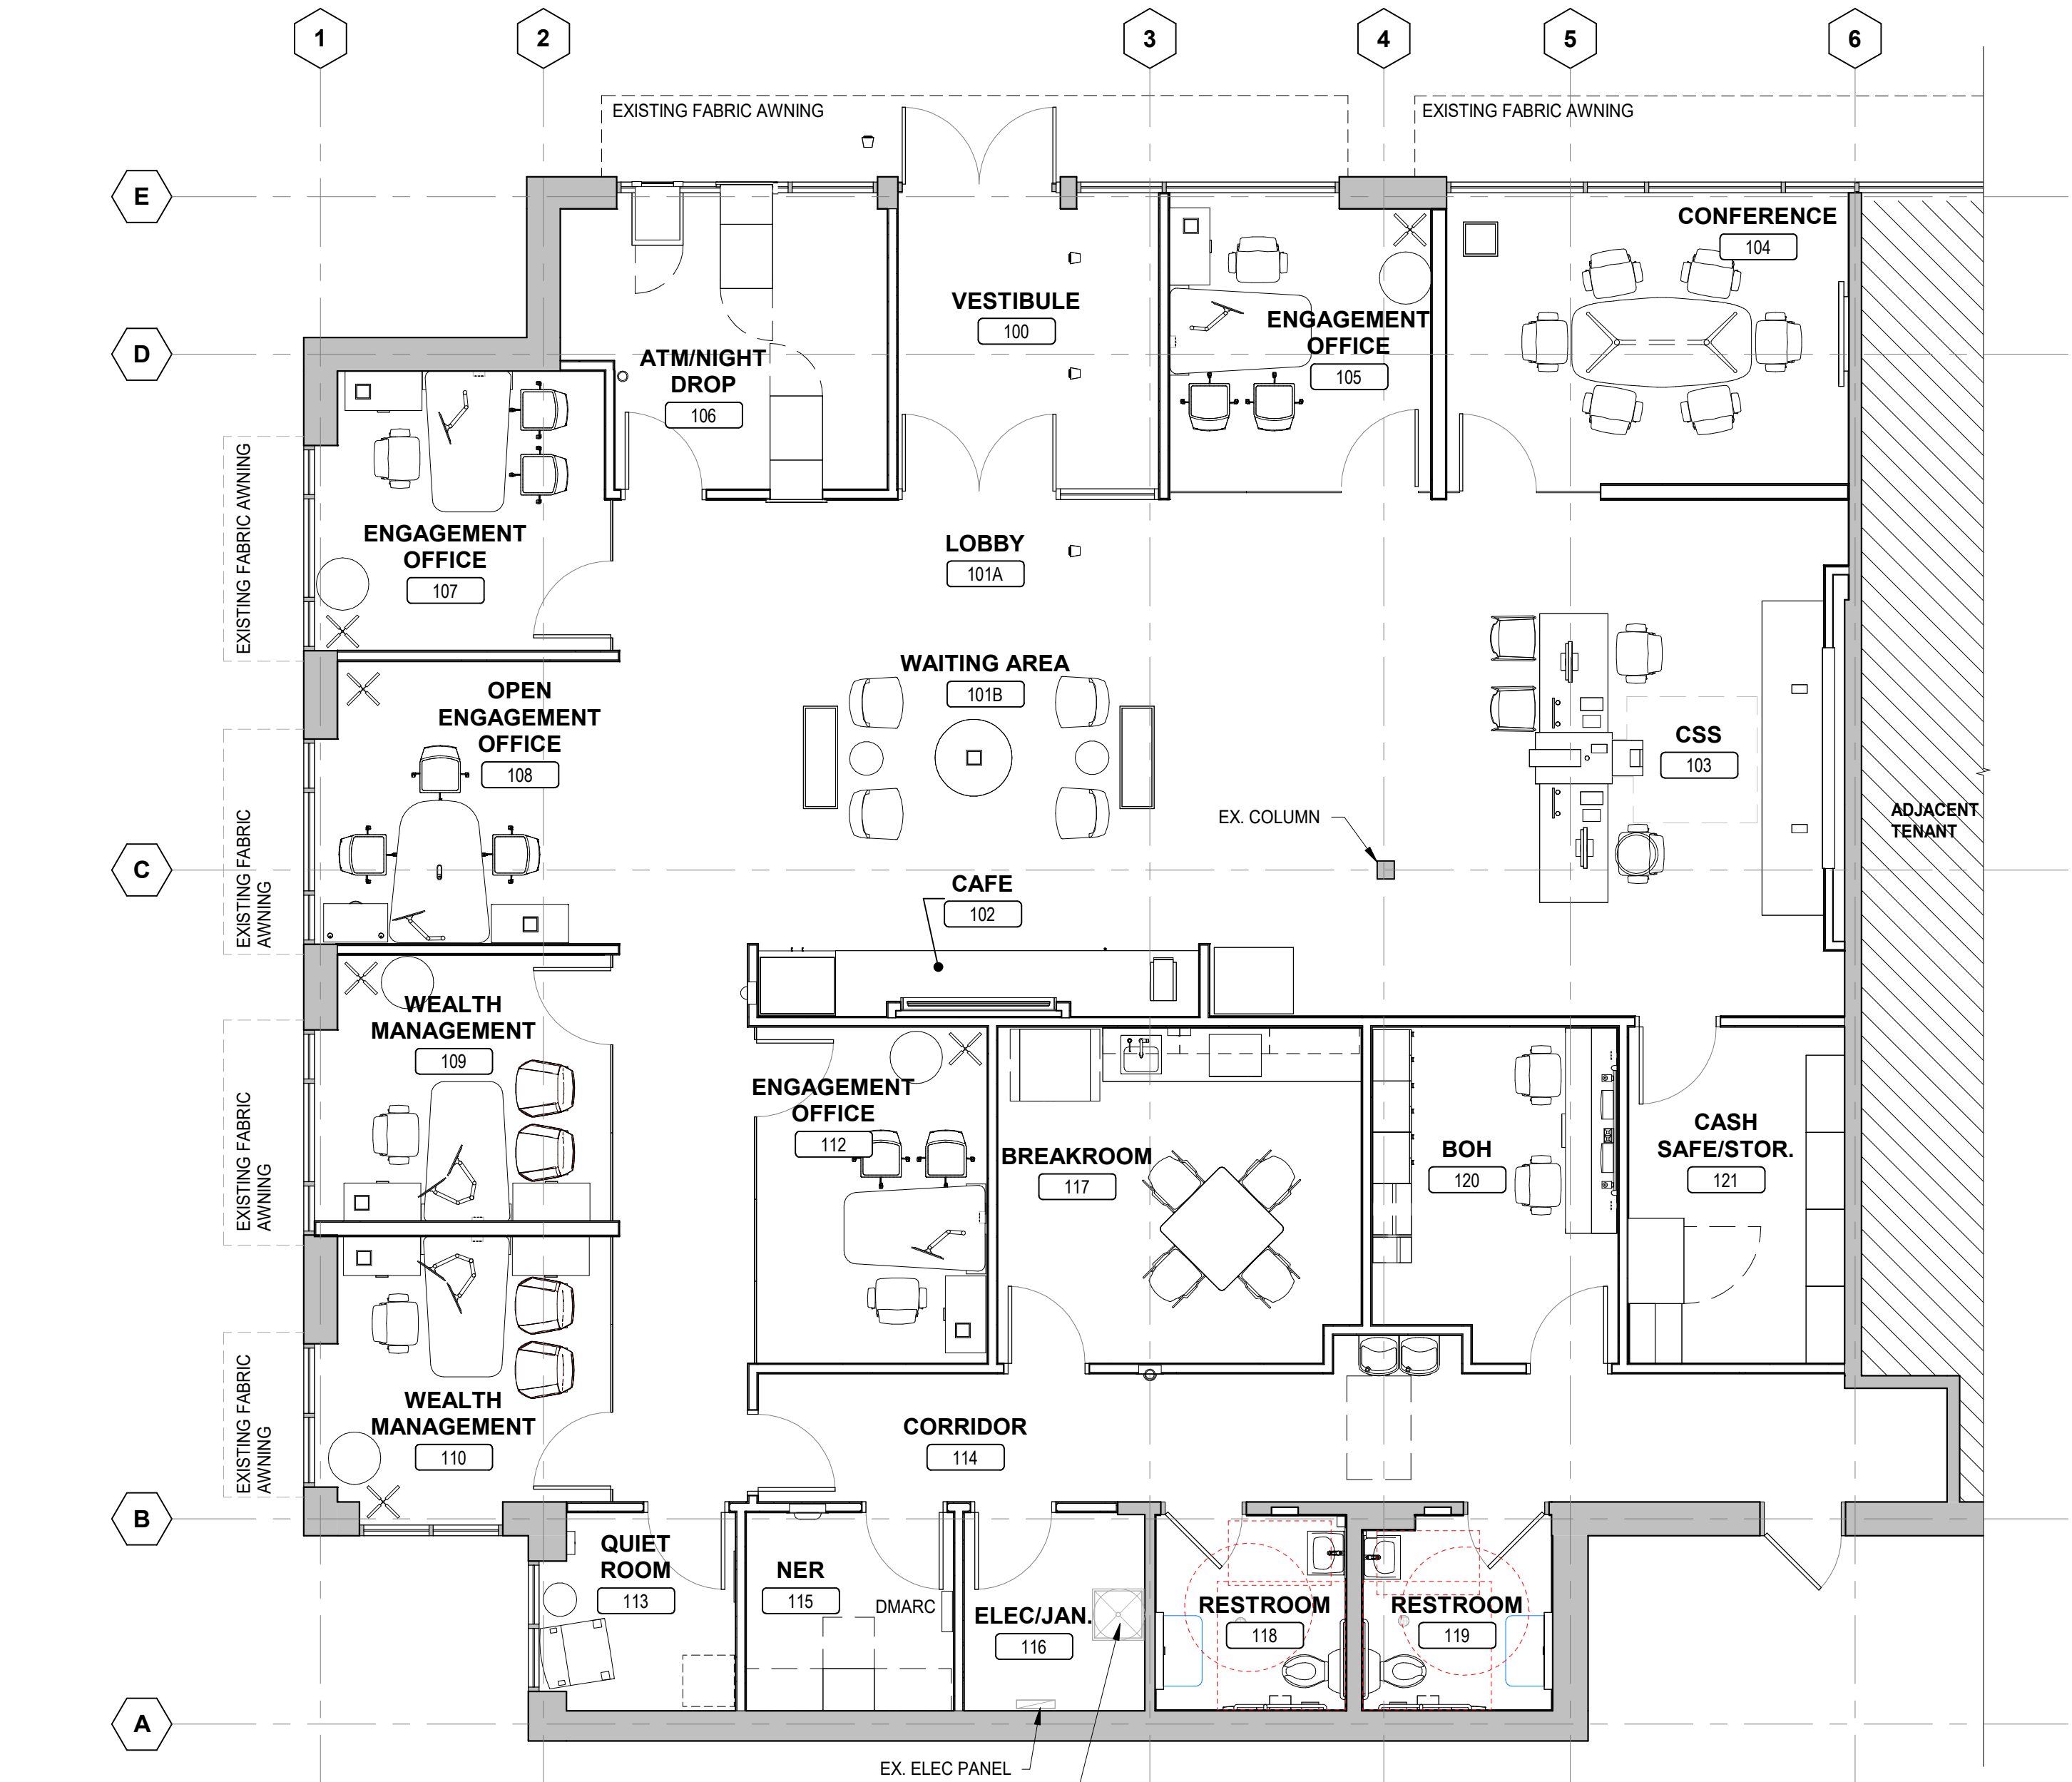 1
2
3
4
5
6
EXISTING FABRIC AWNING
EXISTING FABRIC AWNING
E
D
C
B
A
CONFERENCE
104
VESTIBULE
100
ENGAGEMENT
OFFICE
105
ATM/NIGHT
DROP
106
EXISTING FABRIC AWNING
ENGAGEMENT
OFFICE
107
LOBBY
101A
WAITING AREA
101B
OPEN
ENGAGEMENT
OFFICE
108
CSS
103
EX. COLUMN
ADJACENT
TENANT
EXISTING FABRIC
AWNING
CAFE
102
WEALTH
MANAGEMENT
109
EXISTING FABRIC
AWNING
ENGAGEMENT
OFFICE
112
BREAKROOM
117
BOH
120
CASH
SAFE/STOR.
121
WEALTH
MANAGEMENT
110
EXISTING FABRIC
AWNING
CORRIDOR
114
QUIET
ROOM
113
NER
115
DMARC
ELEC/JAN.
116
RESTROOM
118
RESTROOM
119
EX. ELEC PANEL